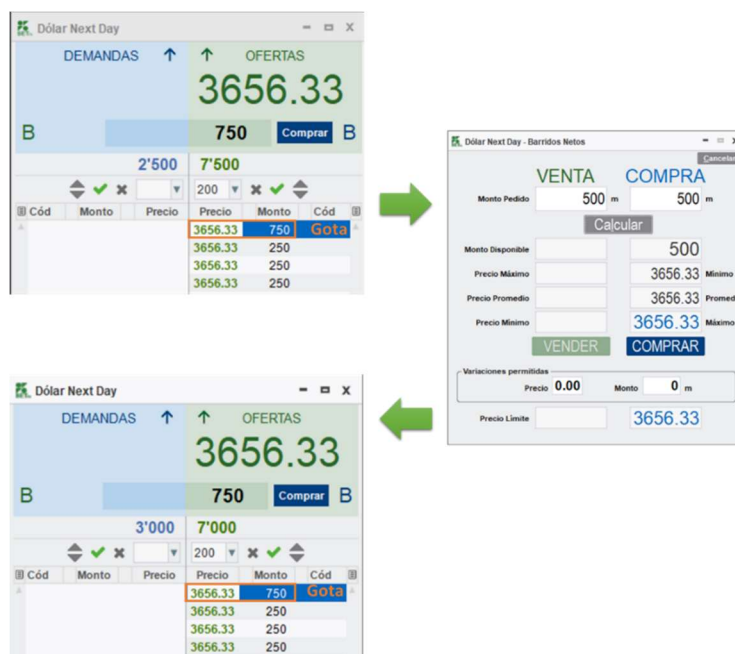 Dólar Next Day
DEMANDAS OFERTAS
3656.33
B 750 Comprar B
2'500 7'500
200
Cód Monto Precio Precio Monto Cód
3656.33 750 Gota
3656.33 250
3656.33 250
3656.33 250
Dólar Next Day - Barridos Netos
Cancelar
VENTA COMPRA
Monto Pedido 500 m 500 m
Calcular
Monto Disponible 500
Precio Máximo 3656.33 Mínimo
Precio Promedio 3656.33 Promed
Precio Mínimo 3656.33 Máximo
VENDER COMPRAR
Variaciones permitidas
Precio 0.00 Monto 0 m
Precio Límite 3656.33
Dólar Next Day
DEMANDAS OFERTAS
3656.33
B 750 Comprar B
3'000 7'000
200
Cód Monto Precio Precio Monto Cód
3656.33 750 Gota
3656.33 250
3656.33 250
3656.33 250